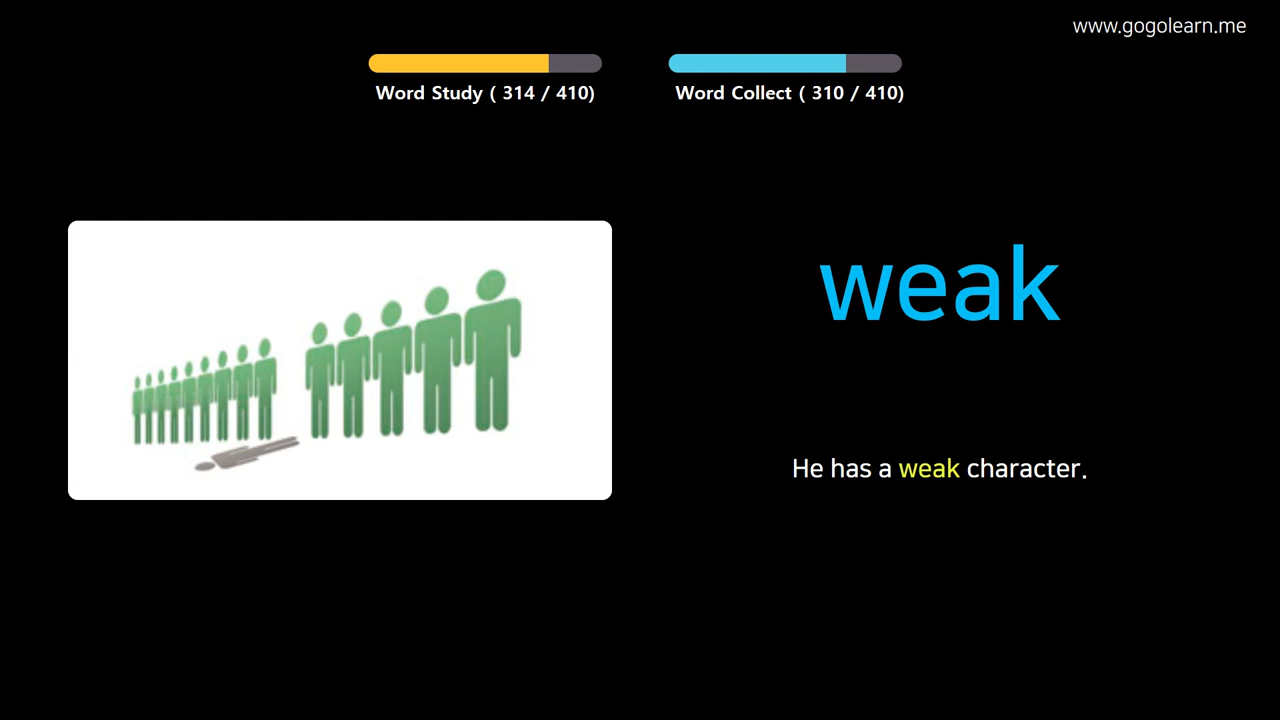 www.gogolearn.me
Word Study ( 314 / 410)
Word Collect ( 310 / 410)
weak
He has a weak character.